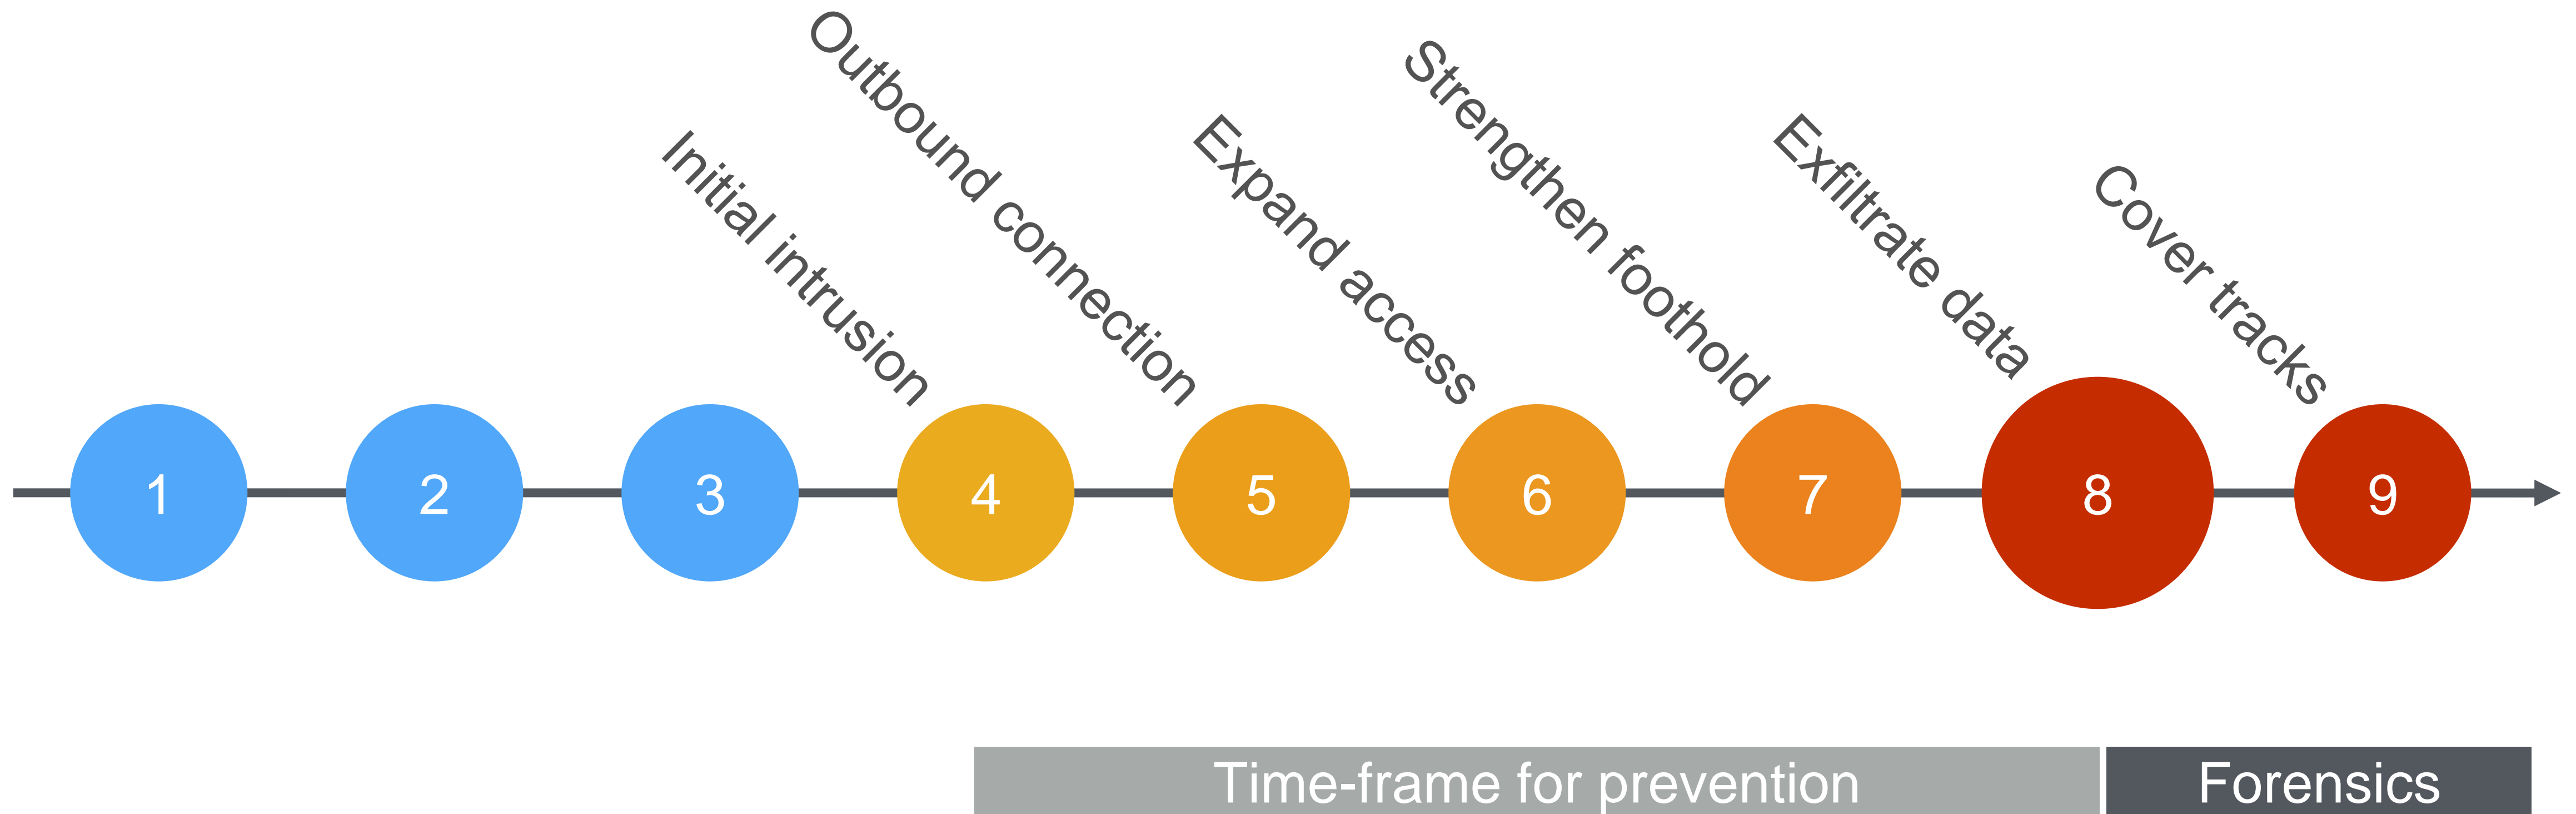 Initial intrusion
Outbound connection
Expand access
Strengthen foothold
Exfiltrate data
Cover tracks
1
2
3
4
5
6
7
8
9
Time-frame for prevention
Forensics